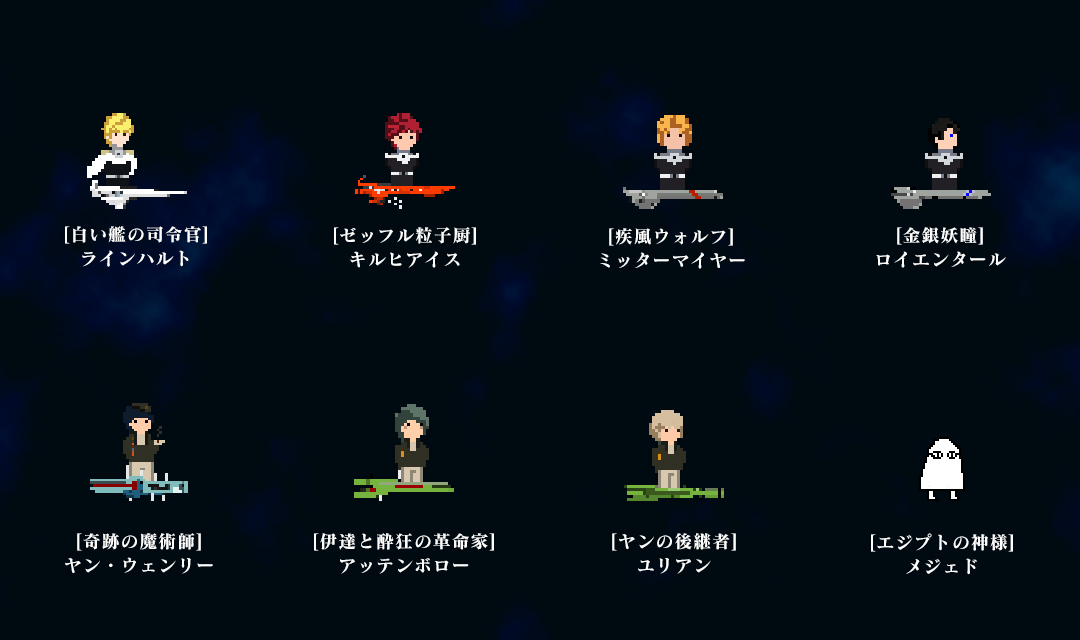 [白い艦の司令官]
ラインハルト
[ゼッフル粒子厨]
キルヒアイス
[疾風ウォルフ]
ミッターマイヤー
[金銀妖瞳]
ロイエンタール
[奇跡の魔術師]
ヤン・ウェンリー
[伊達と酔狂の革命家]
アッテンボロー
[ヤンの後継者]
ユリアン
[エジプトの神様]
メジェド